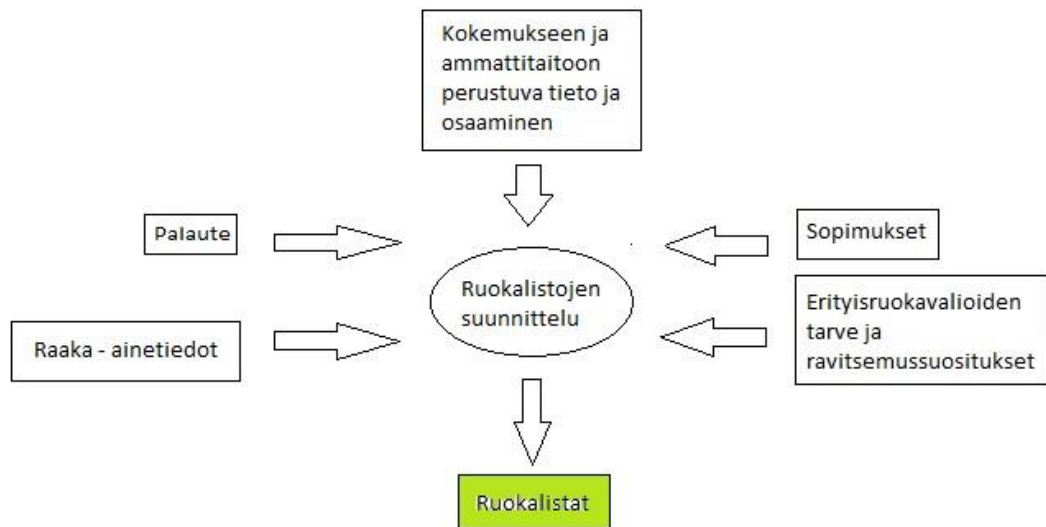 Kokemukseen ja
ammattitaitoon
perustuva tieto ja
osaaminen
Palaute
Sopimukset
Ruokalistojen
suunnittelu
Raaka - ainetiedot
Erityisruokavalioiden
tarve ja
ravitsemussuositukset
Ruokalistat